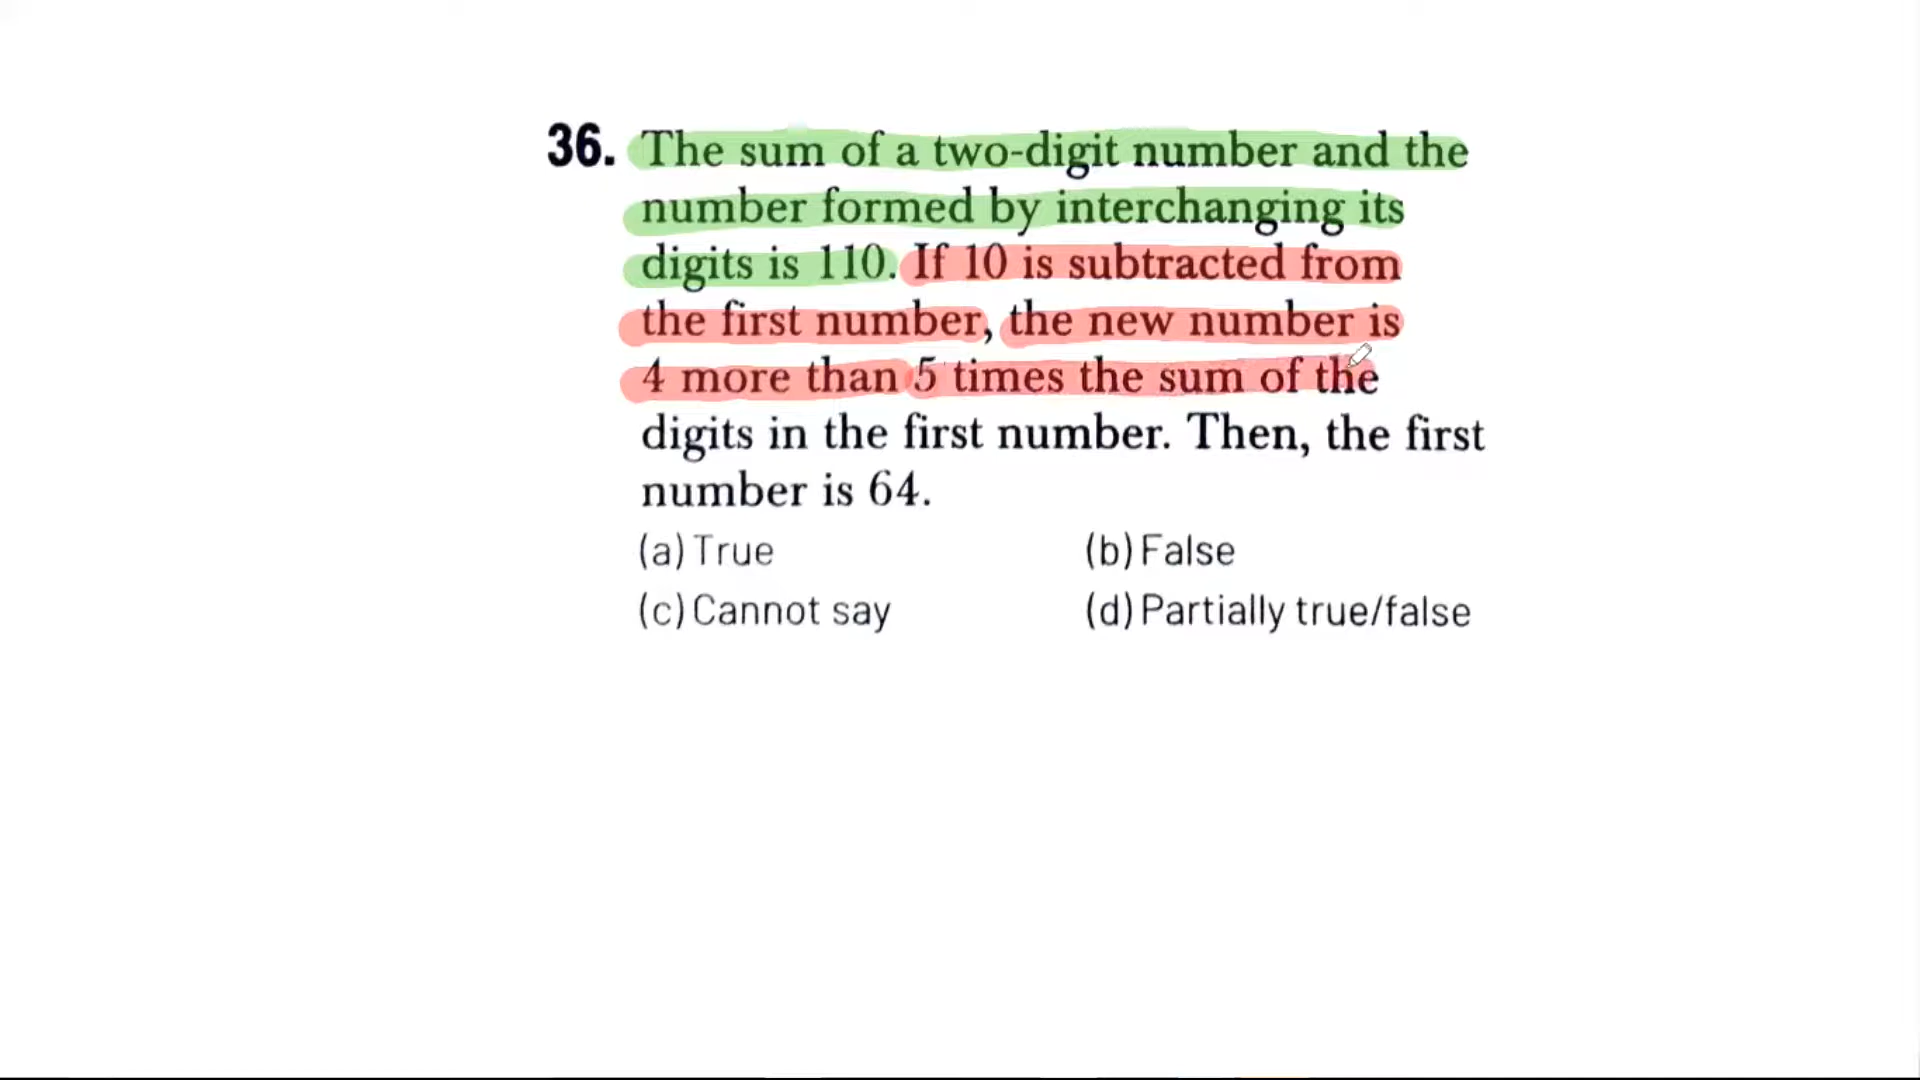 36. The sum of a two-digit number and the
number formed by interchanging its
digits is 110. If 10 is subtracted from
the first number, the new number is
4 more than 5 times the sum of the
digits in the first number. Then, the first
number is 64.
(a) True (b) False
(c) Cannot say (d) Partially true/false